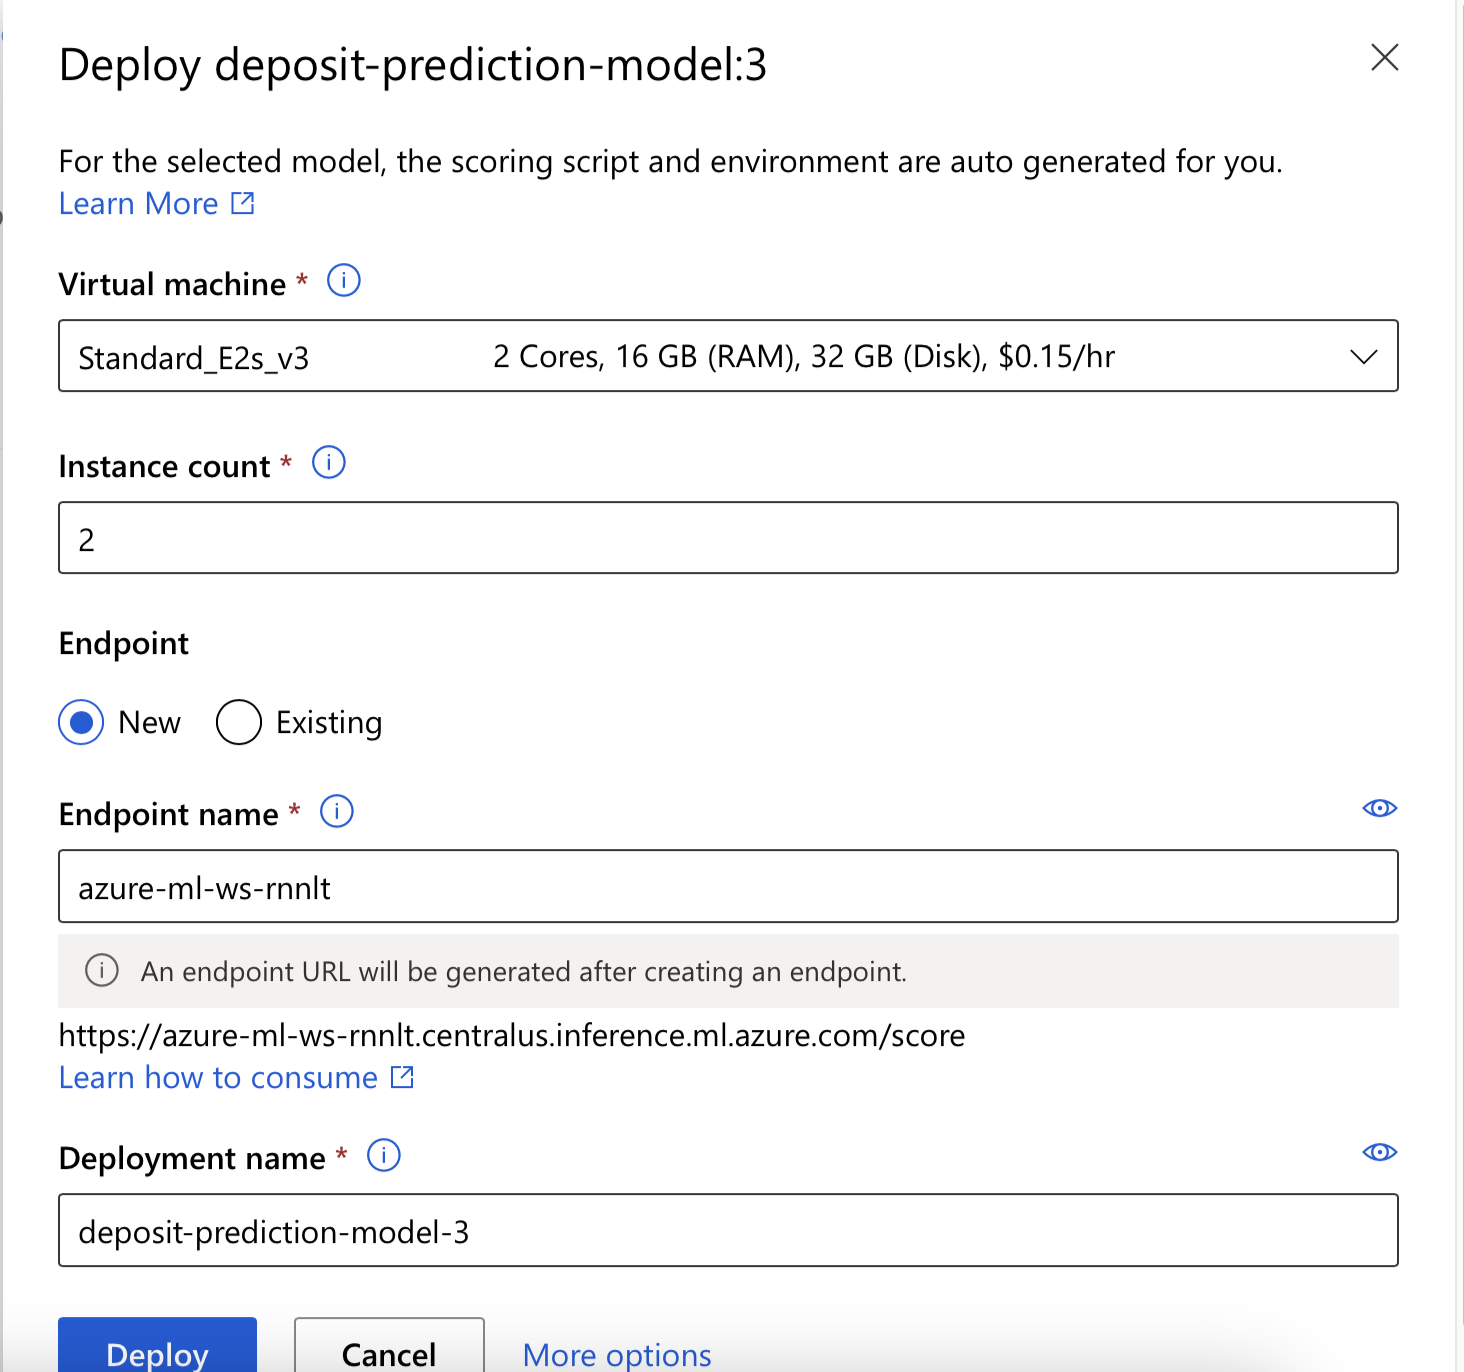 Deploy deposit-prediction-model:3
For the selected model, the scoring script and environment are auto generated for you.
Learn More
Virtual machine *
Standard_E2s_v3 2 Cores, 16 GB (RAM), 32 GB (Disk), $0.15/hr
Instance count *
2
Endpoint
New Existing
Endpoint name *
azure-ml-ws-rnnlt
An endpoint URL will be generated after creating an endpoint.
https://azure-ml-ws-rnnlt.centralus.inference.ml.azure.com/score
Learn how to consume
Deployment name *
deposit-prediction-model-3
Deploy Cancel More options